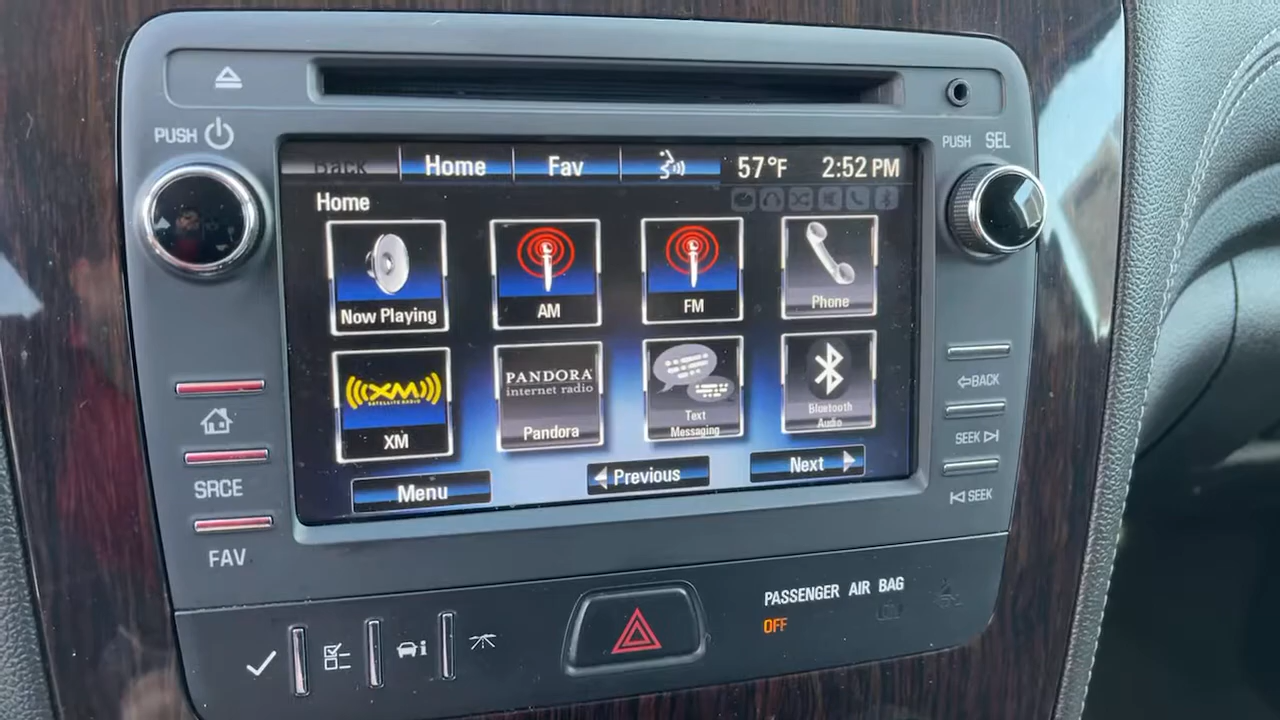 PUSH
PUSH SEL
Back Home Fav 57°F 2:52 PM
Home
Now Playing
AM
FM
Phone
XM
SATELLITE RADIO
XM
PANDORA
internet radio
Pandora
Text
Messaging
Bluetooth
Audio
Menu
Previous
Next
BACK
SEEK
SEEK
SRCE
FAV
PASSENGER AIR BAG
OFF